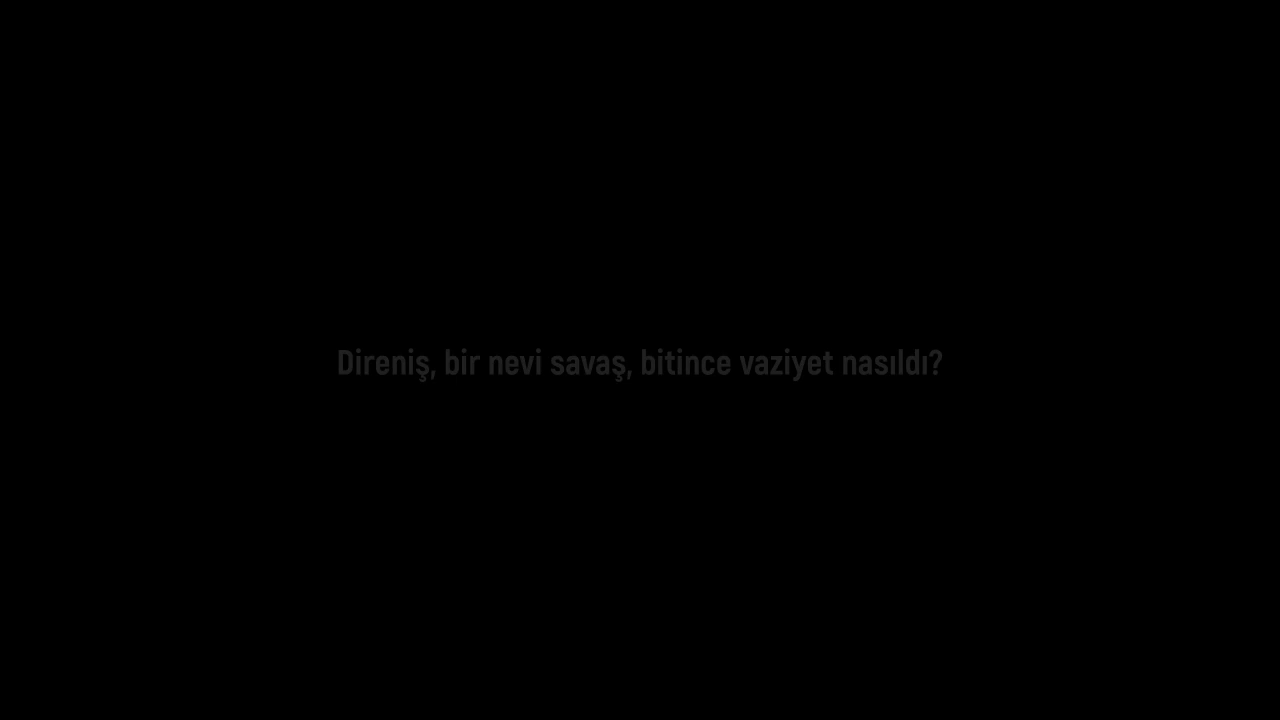 Direniş, bir nevi savaş, bitince vaziyet nasıldı?